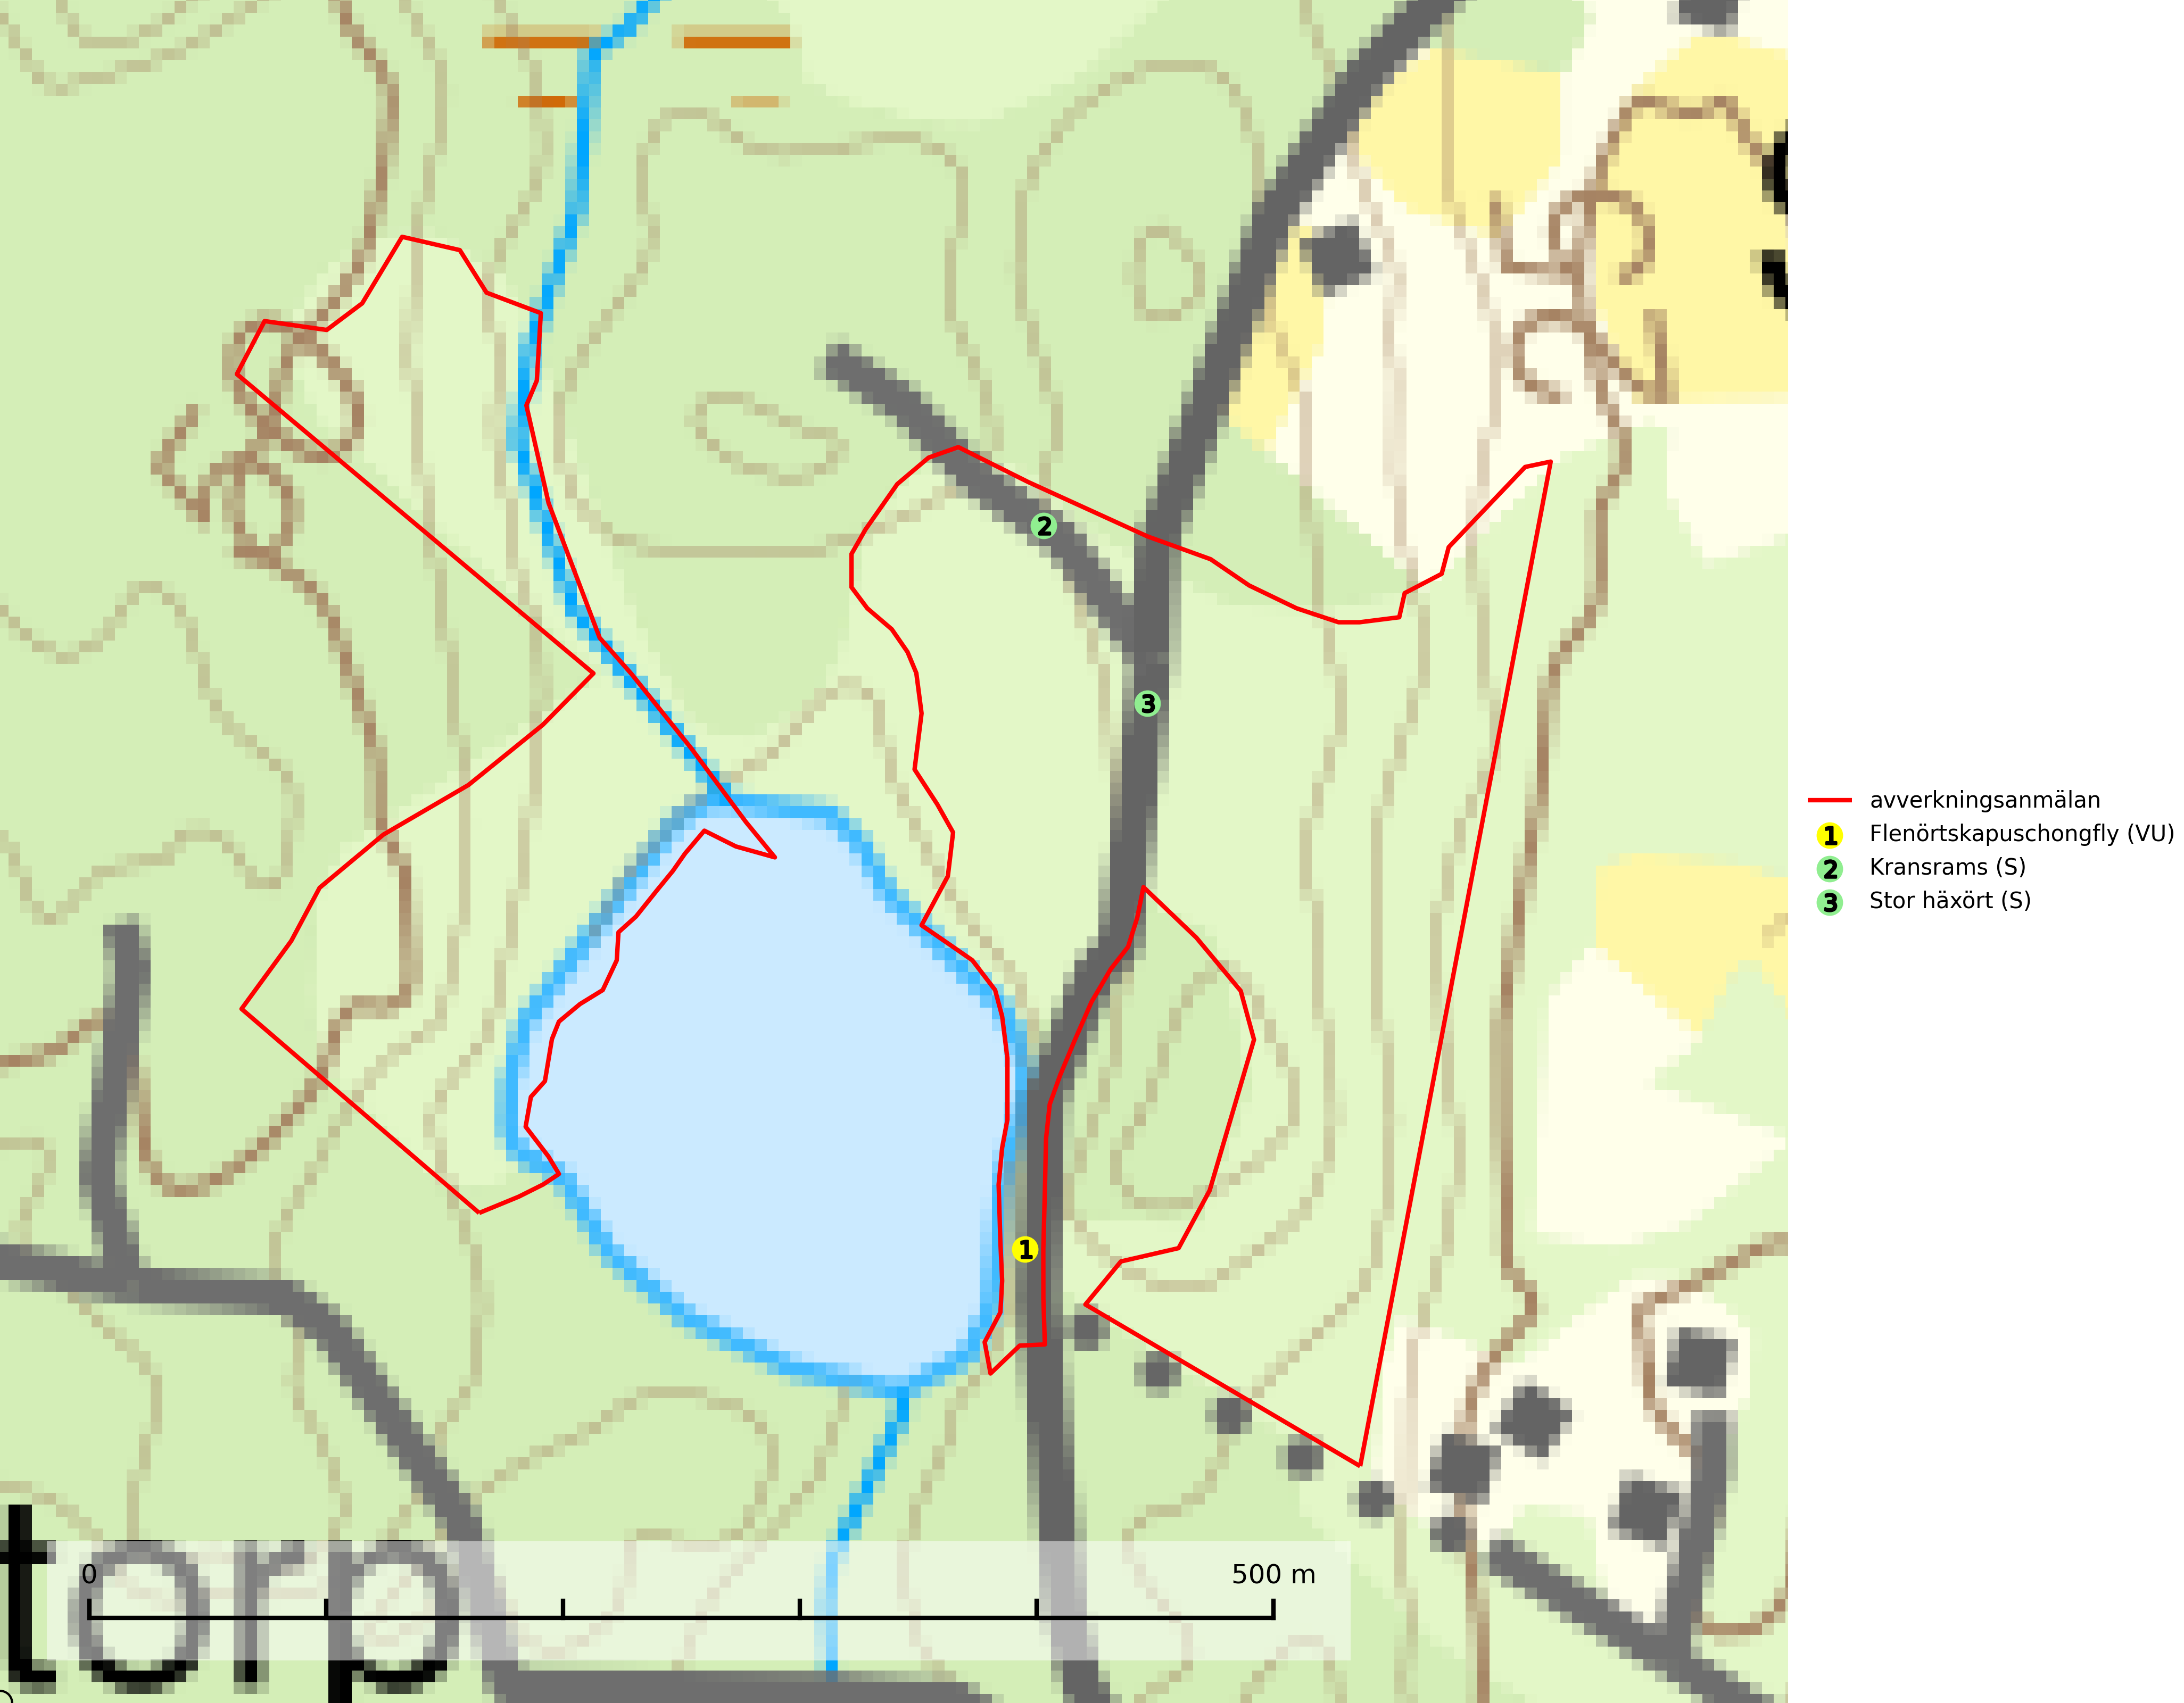 2
3
1
avverkningsanmälan
1 Flenörtskapuschongfly (VU)
2 Kransrams (S)
3 Stor häxört (S)
torp
0 500 m